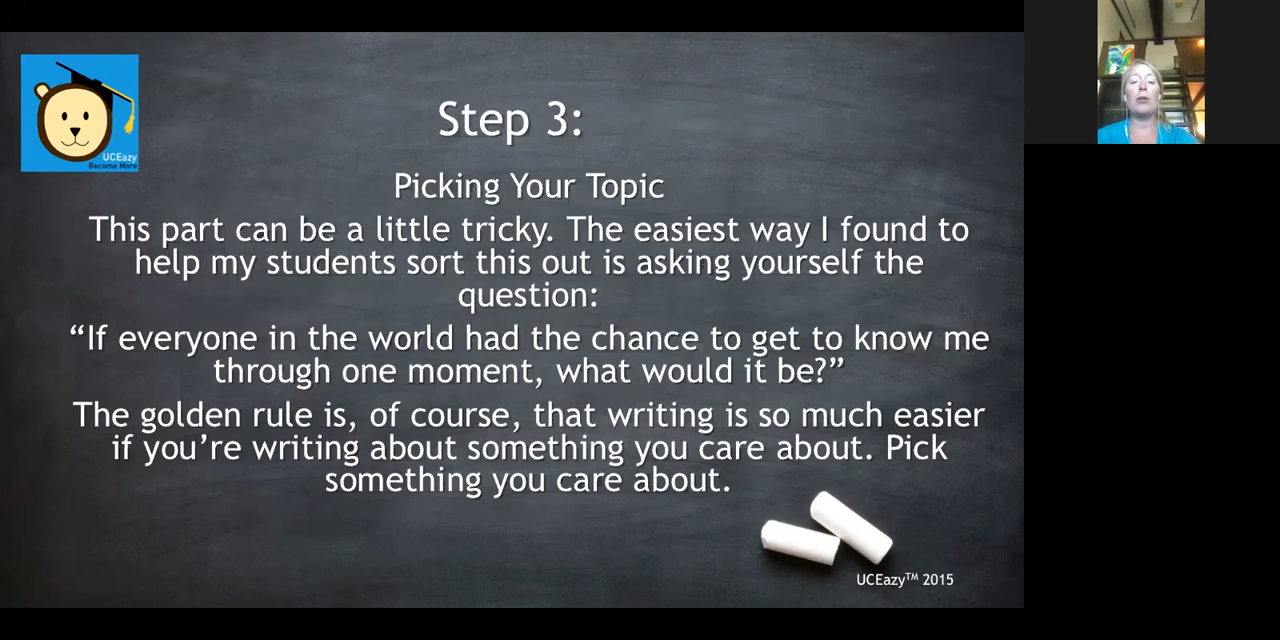 UCEazy
Become More
Step 3:
Picking Your Topic
This part can be a little tricky. The easiest way I found to
help my students sort this out is asking yourself the
question:
“If everyone in the world had the chance to get to know me
through one moment, what would it be?”
The golden rule is, of course, that writing is so much easier
if you’re writing about something you care about. Pick
something you care about.
UCEazy™ 2015